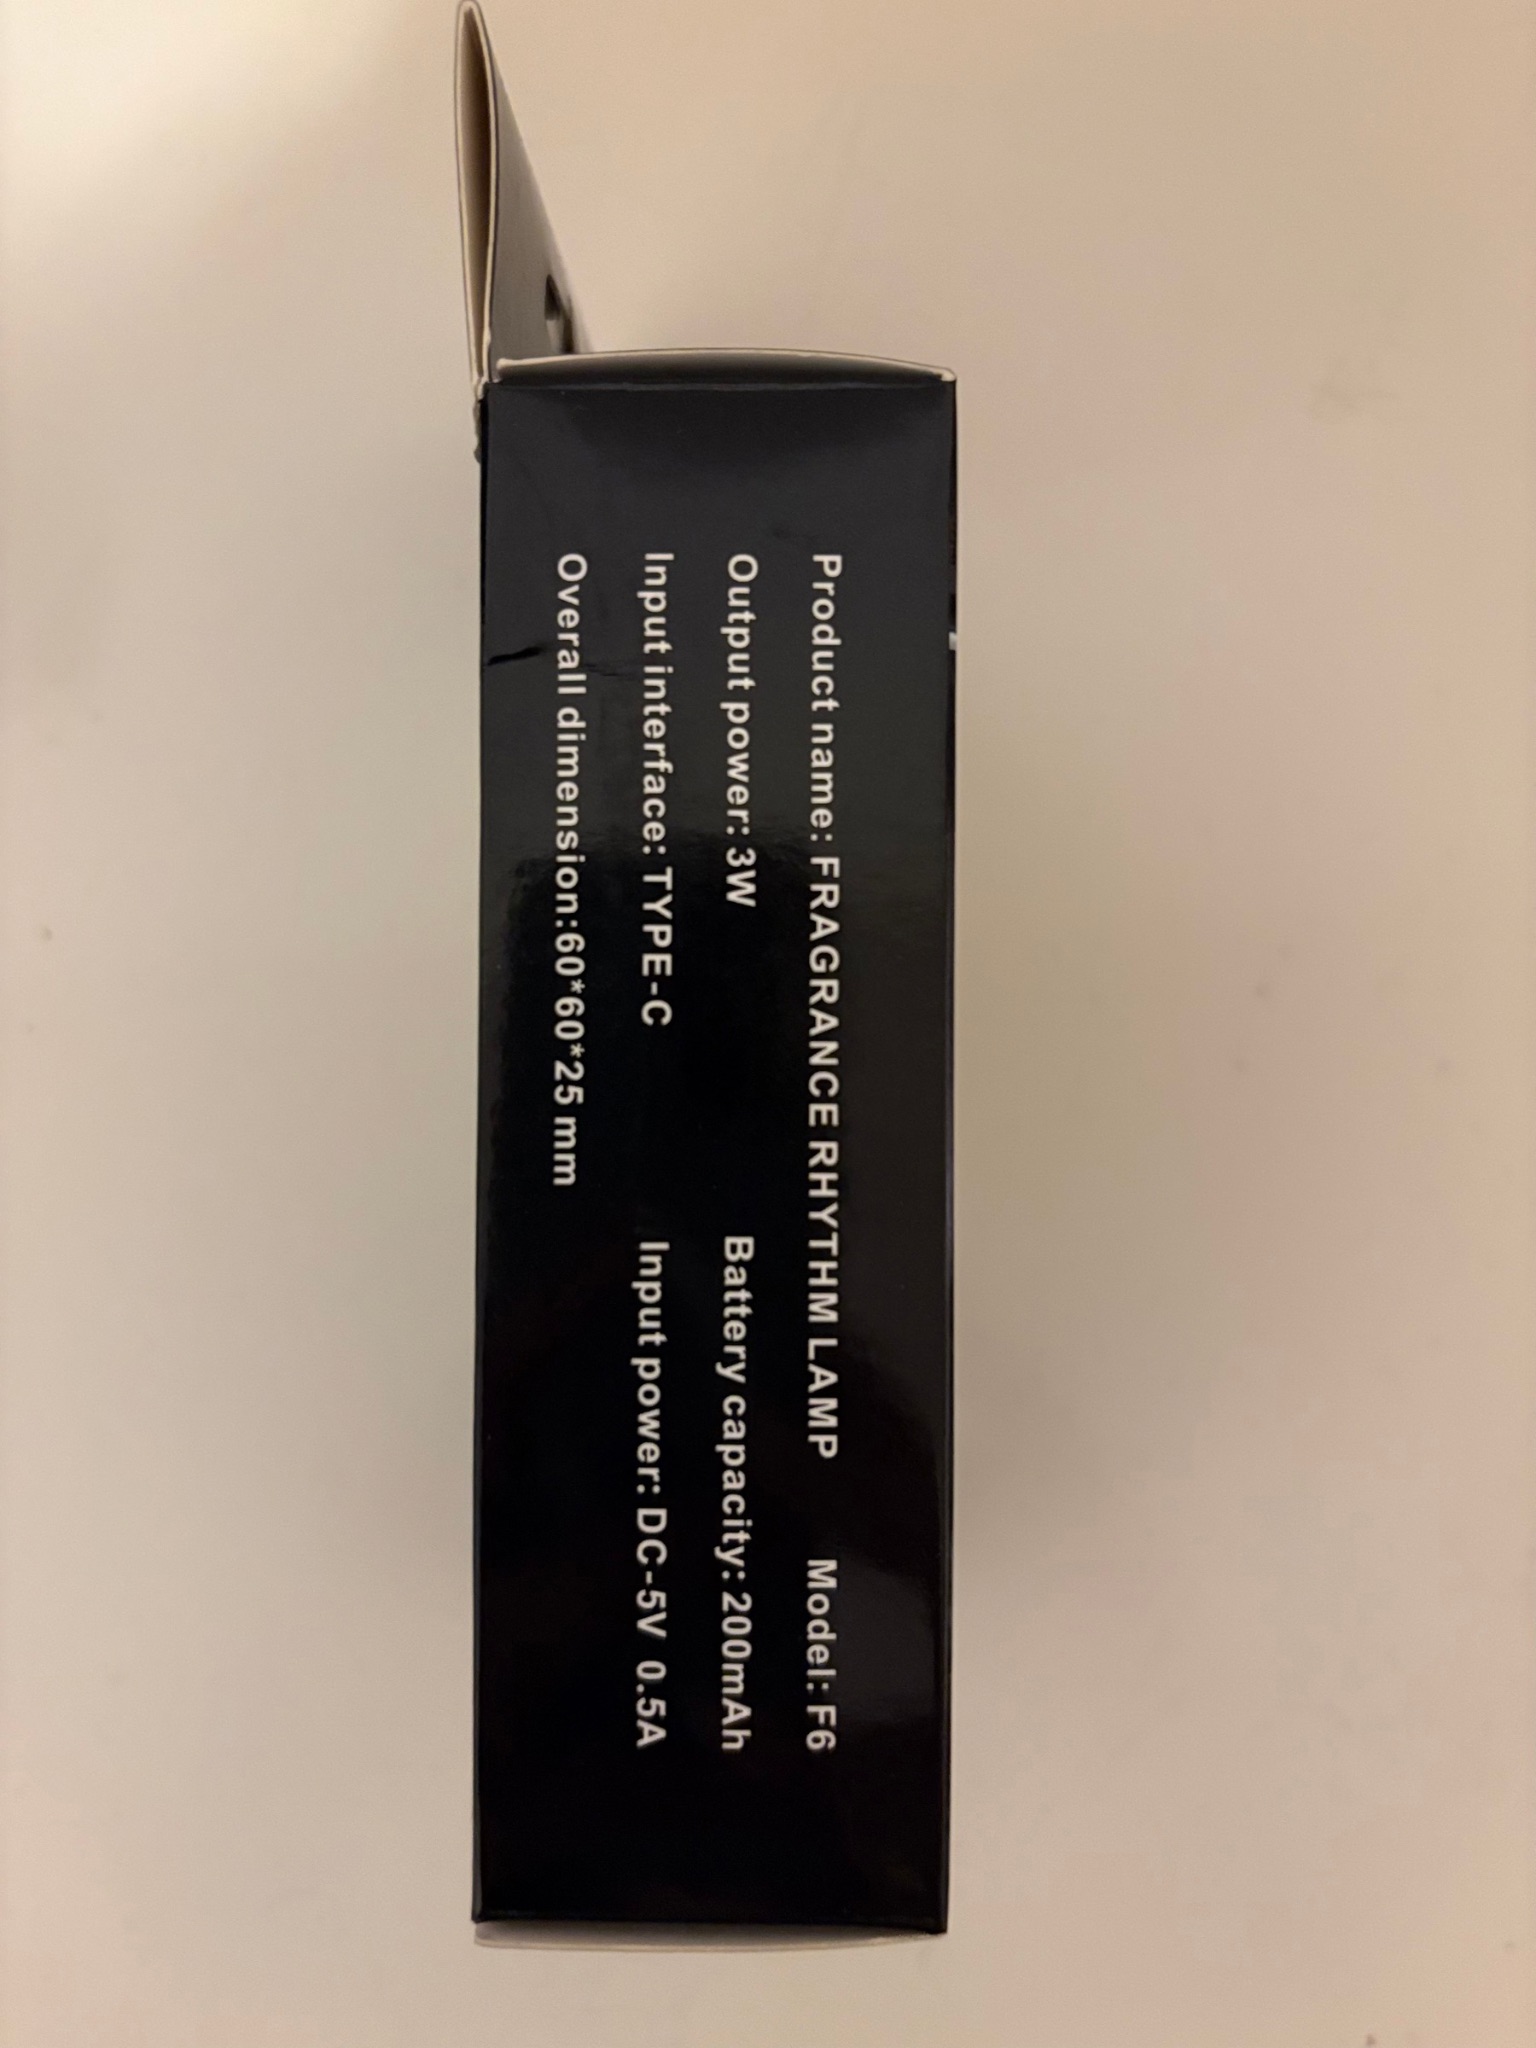 Product name: FRAGRANCE RHYTHM LAMP Model: F6
Output power: 3W Battery capacity: 200mAh
Input interface: TYPE-C Input power: DC-5V 0.5A
Overall dimension:60*60*25 mm